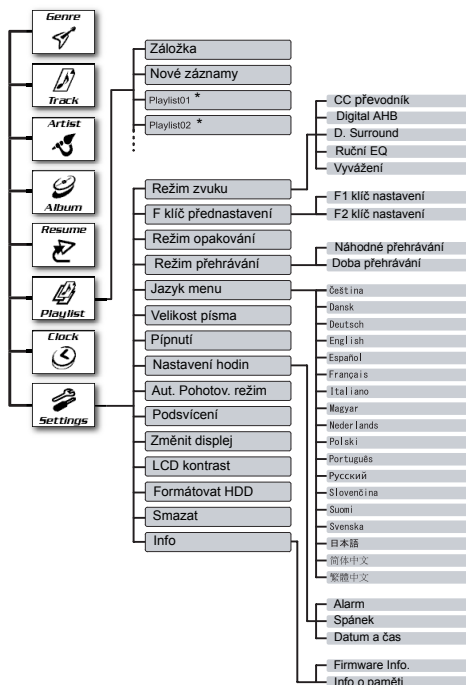 Genre
Track
Artist
Album
Resume
Playlist
Clock
Settings
Záložka
Nové záznamy
Playlist01 *
Playlist02 *
Režim zvuku
F klíč přednastavení
Režim opakování
Režim přehrávání
Jazyk menu
Velikost písma
Pípnutí
Nastavení hodin
Aut. Pohotov. režim
Podsvícení
Změnit displej
LCD kontrast
Formátovat HDD
Smazat
Info
CC převodník
Digital AHB
D. Surround
Ruční EQ
Vyvážení
F1 klíč nastavení
F2 klíč nastavení
Náhodné přehrávání
Doba přehrávání
Čeština
Dansk
Deutsch
English
Español
Français
Italiano
Magyar
Nederlands
Polski
Português
Русский
Slovenčina
Suomi
Svenska
日本語
简体中文
繁體中文
Alarm
Spánek
Datum a čas
Firmware Info.
Info o paměti